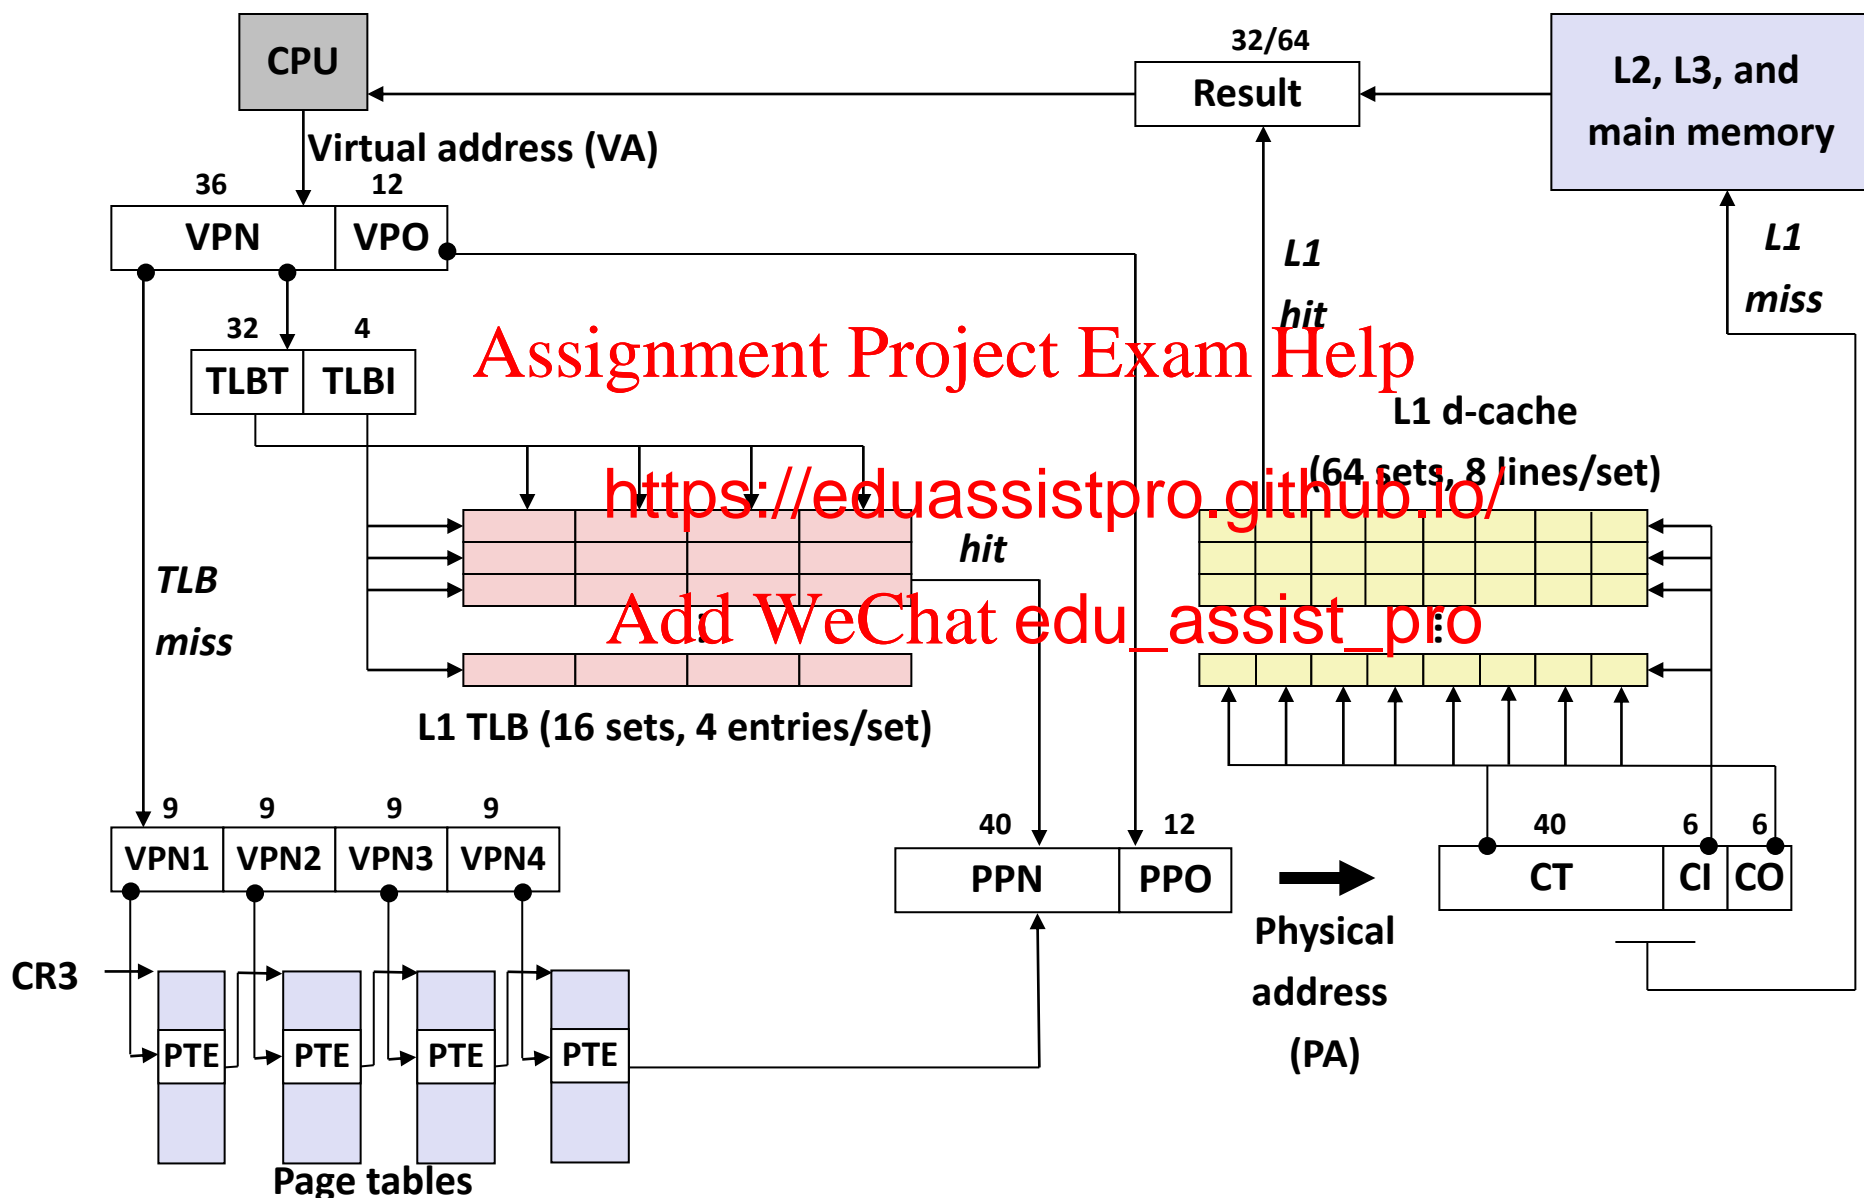 CPU
32/64
Result
L2, L3, and
main memory
Virtual address (VA)
36
12
VPN
VPO
L1
hit
L1
miss
32
4
TLBT
TLBI
Assignment Project Exam Help
L1 d-cache
(64 sets, 8 lines/set)
https://eduassistpro.github.io/
hit
TLB
miss
Add WeChat edu_assist_pro
...
...
L1 TLB (16 sets, 4 entries/set)
9
9
9
9
VPN1
VPN2
VPN3
VPN4
40
12
PPN
PPO
40
6
6
CT
CI
CO
Physical
address
(PA)
CR3
PTE
PTE
PTE
PTE
Page tables